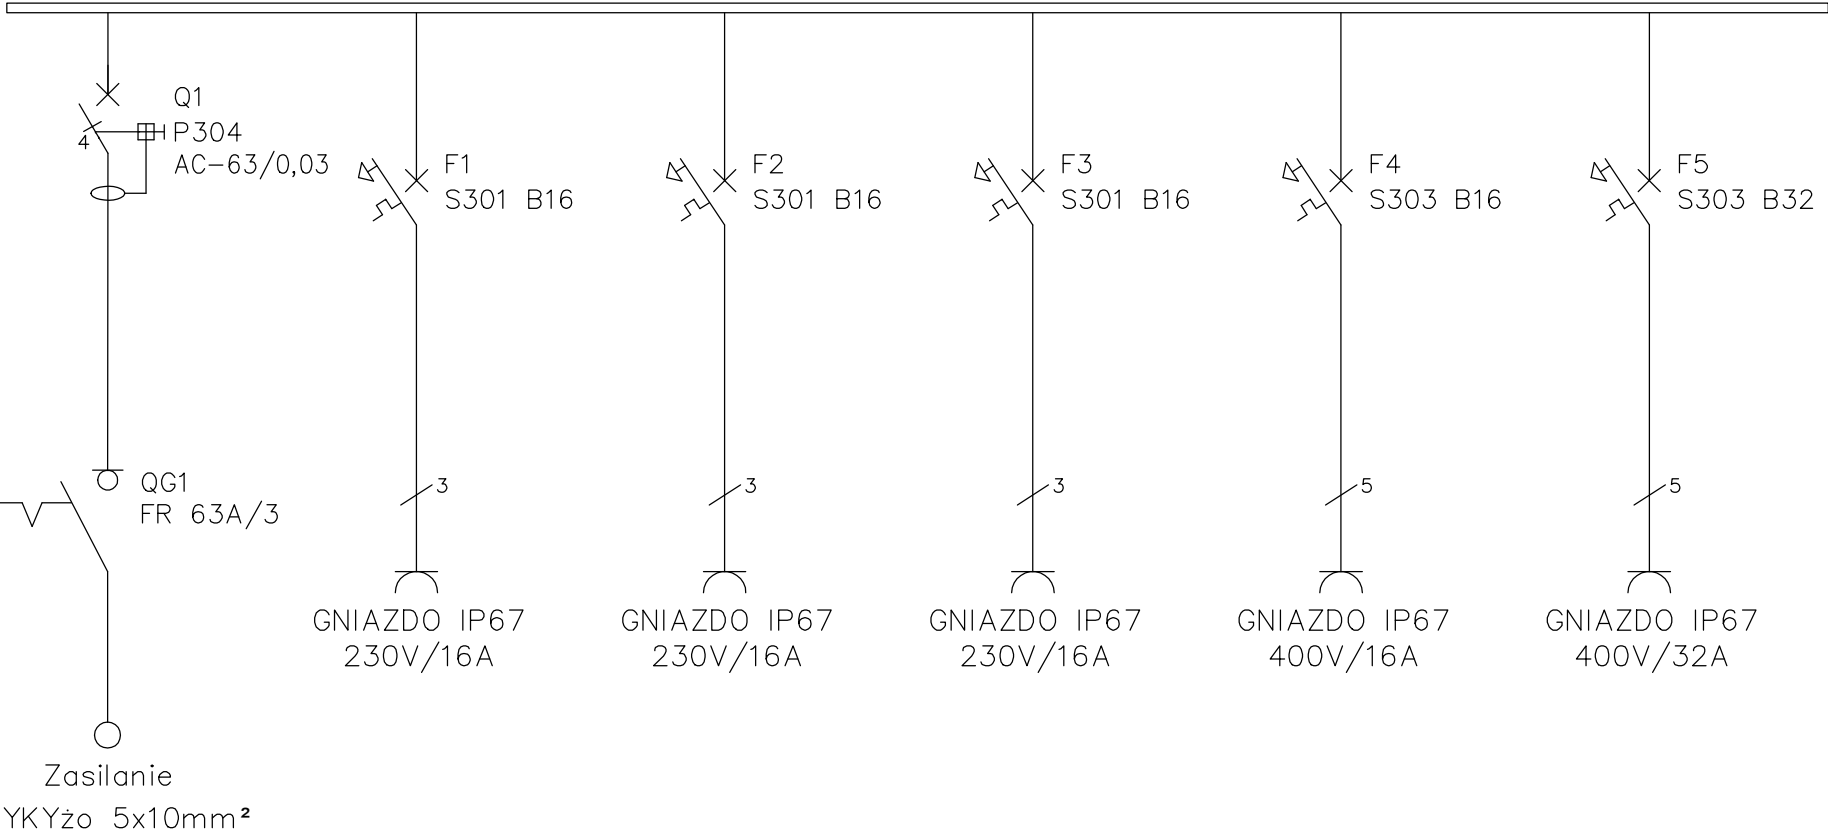 Q1
P304
AC-63/0,03
4
F1
S301 B16
F2
S301 B16
F3
S301 B16
F4
S303 B16
F5
S303 B32
QG1
FR 63A/3
3
3
3
5
5
GNIAZDO IP67
230V/16A
GNIAZDO IP67
230V/16A
GNIAZDO IP67
230V/16A
GNIAZDO IP67
400V/16A
GNIAZDO IP67
400V/32A
Zasilanie
YKYżo 5x10mm²